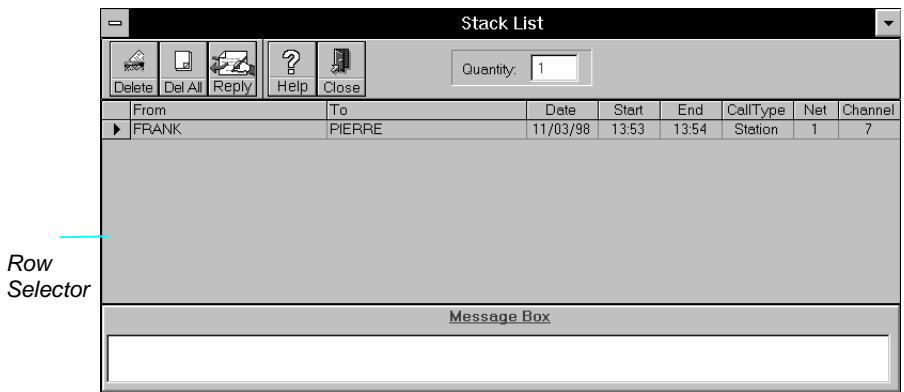 Stack List
Delete Del All Reply Help Close Quantity: 1
From To Date Start End CallType Net Channel
FRANK PIERRE 11/03/98 13:53 13:54 Station 1 7
Row
Selector
Message Box